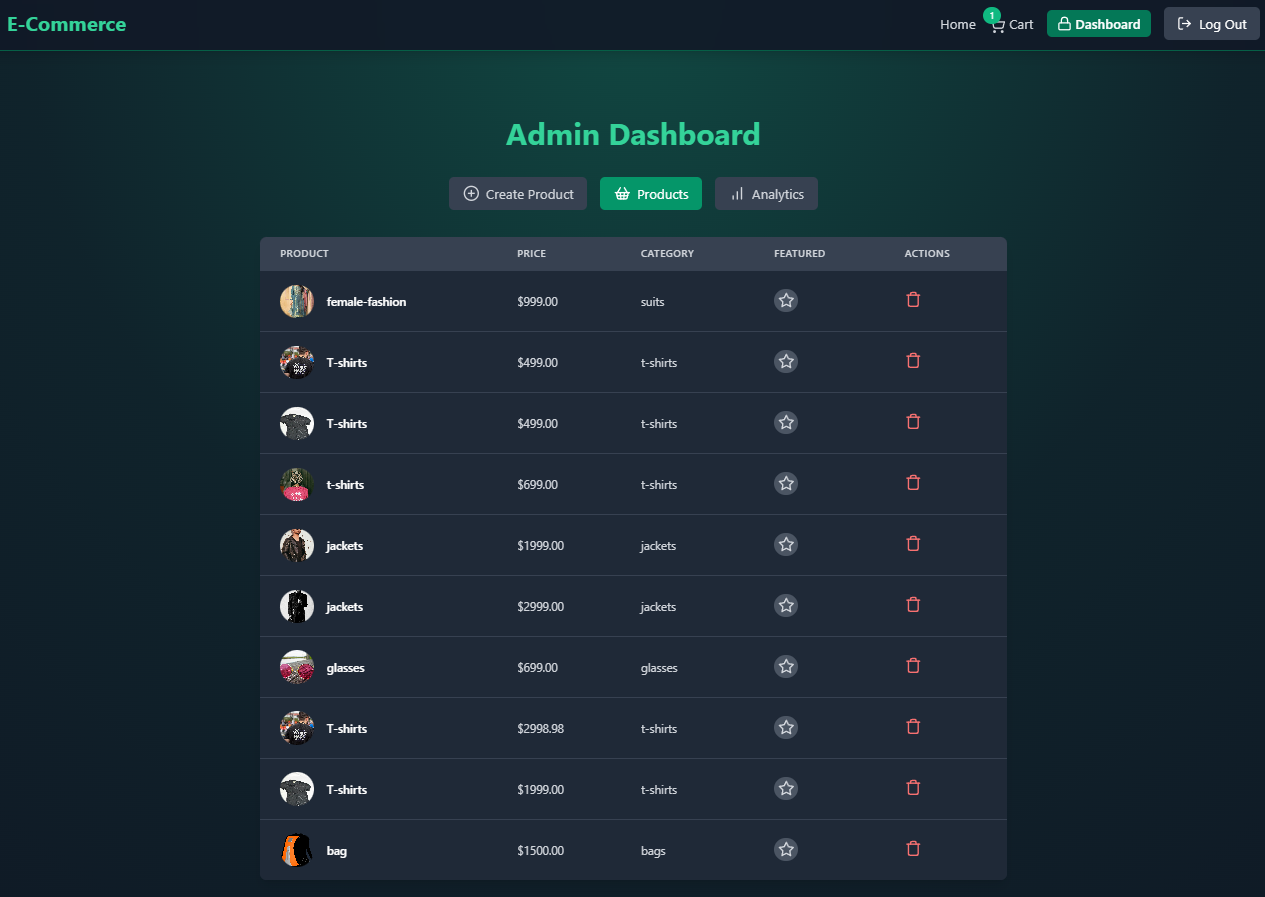 E-Commerce
Home
1
Cart
Dashboard
Log Out
Admin Dashboard
Create Product
Products
Analytics
PRODUCT PRICE CATEGORY FEATURED ACTIONS
female-fashion $999.00 suits
T-shirts $499.00 t-shirts
T-shirts $499.00 t-shirts
t-shirts $699.00 t-shirts
jackets $1999.00 jackets
jackets $2999.00 jackets
glasses $699.00 glasses
T-shirts $2998.98 t-shirts
T-shirts $1999.00 t-shirts
bag $1500.00 bags